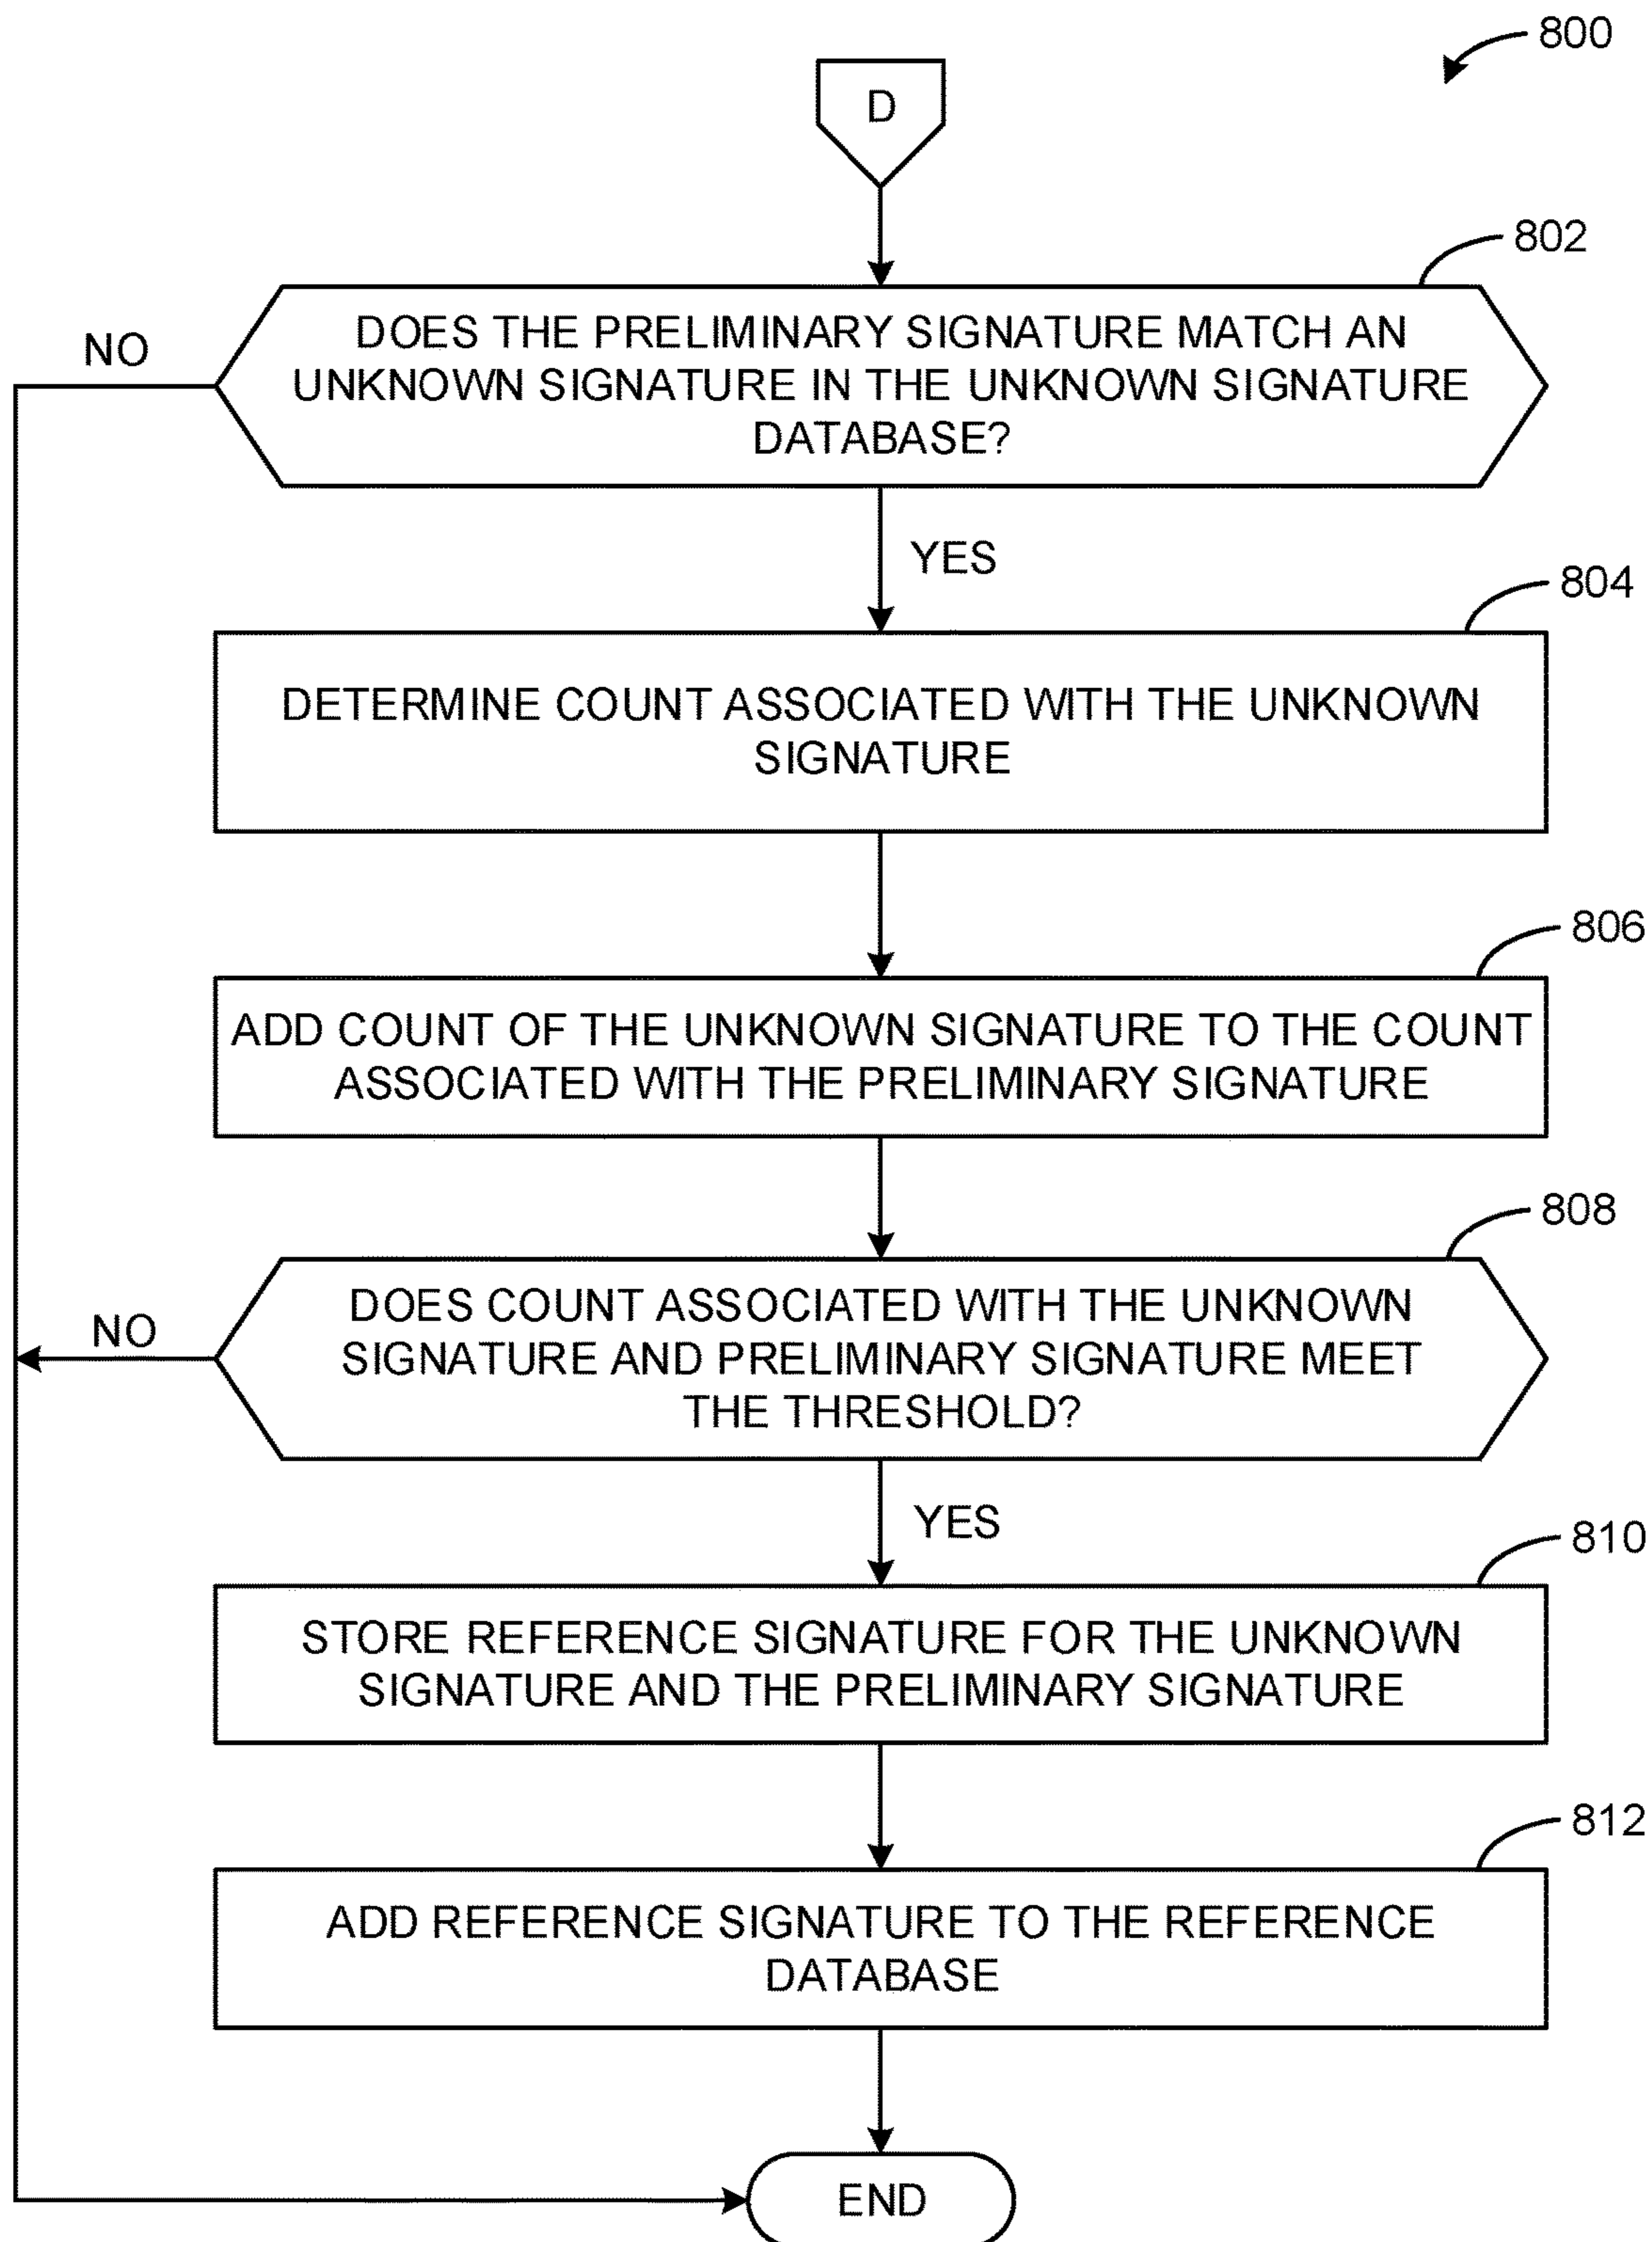 800
D
802
NO
DOES THE PRELIMINARY SIGNATURE MATCH AN
UNKNOWN SIGNATURE IN THE UNKNOWN SIGNATURE
DATABASE?
YES
804
DETERMINE COUNT ASSOCIATED WITH THE UNKNOWN
SIGNATURE
806
ADD COUNT OF THE UNKNOWN SIGNATURE TO THE COUNT
ASSOCIATED WITH THE PRELIMINARY SIGNATURE
808
NO
DOES COUNT ASSOCIATED WITH THE UNKNOWN
SIGNATURE AND PRELIMINARY SIGNATURE MEET
THE THRESHOLD?
YES
810
STORE REFERENCE SIGNATURE FOR THE UNKNOWN
SIGNATURE AND THE PRELIMINARY SIGNATURE
812
ADD REFERENCE SIGNATURE TO THE REFERENCE
DATABASE
END